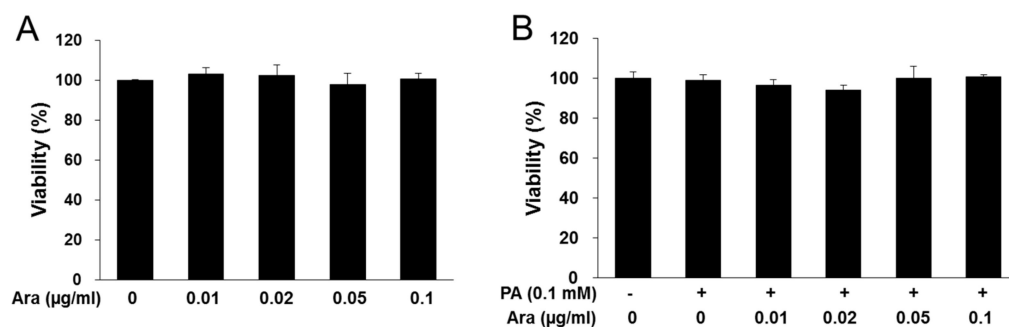 A
120
100
80
60
40
20
0
Viability (%)
Ara (µg/ml) 0 0.01 0.02 0.05 0.1
B
120
100
80
60
40
20
0
Viability (%)
PA (0.1 mM) - + + + + +
Ara (µg/ml) 0 0 0.01 0.02 0.05 0.1